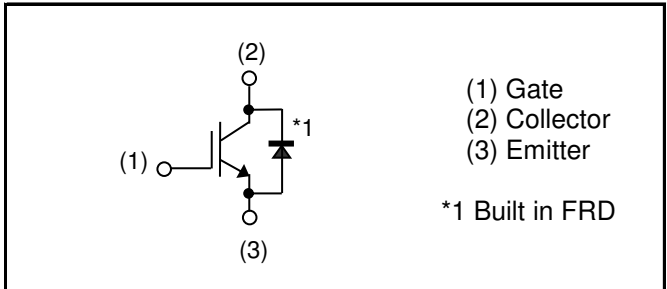 (2)
*1
(1)
(3)
(1) Gate
(2) Collector
(3) Emitter
*1 Built in FRD